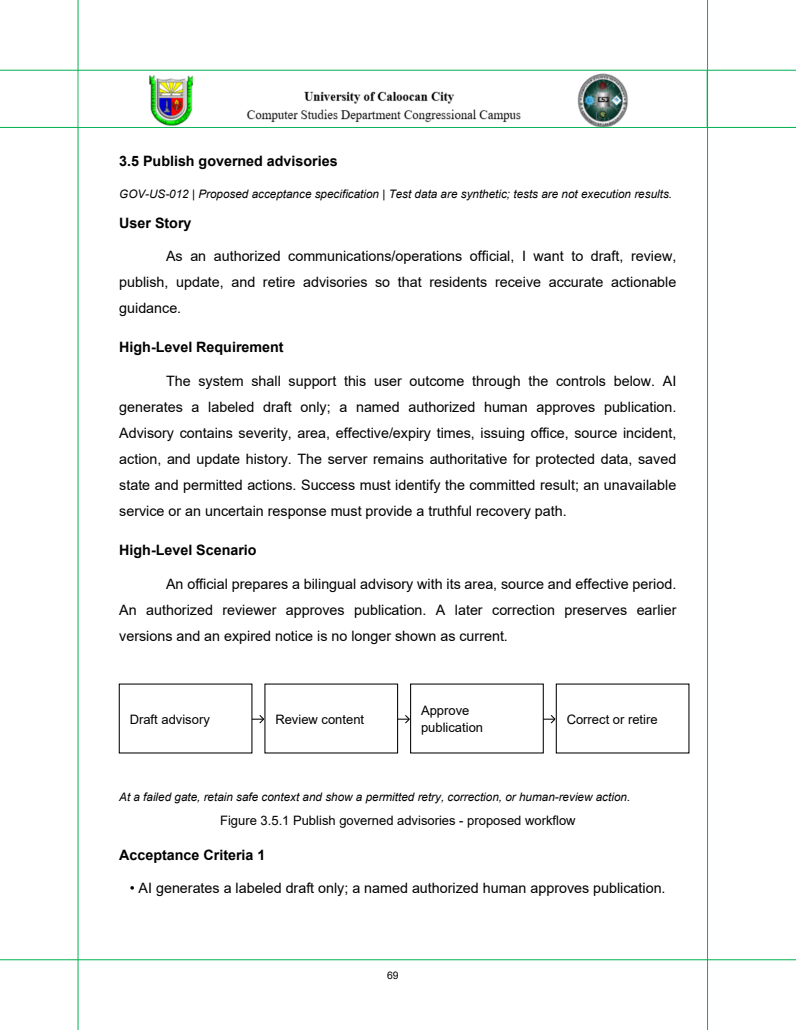 University of Caloocan City
Computer Studies Department Congressional Campus
3.5 Publish governed advisories
GOV-US-012 | Proposed acceptance specification | Test data are synthetic; tests are not execution results.
User Story
As an authorized communications/operations official, I want to draft, review,
publish, update, and retire advisories so that residents receive accurate actionable
guidance.
High-Level Requirement
The system shall support this user outcome through the controls below. AI
generates a labeled draft only; a named authorized human approves publication.
Advisory contains severity, area, effective/expiry times, issuing office, source incident,
action, and update history. The server remains authoritative for protected data, saved
state and permitted actions. Success must identify the committed result; an unavailable
service or an uncertain response must provide a truthful recovery path.
High-Level Scenario
An official prepares a bilingual advisory with its area, source and effective period.
An authorized reviewer approves publication. A later correction preserves earlier
versions and an expired notice is no longer shown as current.
Draft advisory
Review content
Approve
publication
Correct or retire
At a failed gate, retain safe context and show a permitted retry, correction, or human-review action.
Figure 3.5.1 Publish governed advisories - proposed workflow
Acceptance Criteria 1
• AI generates a labeled draft only; a named authorized human approves publication.
69